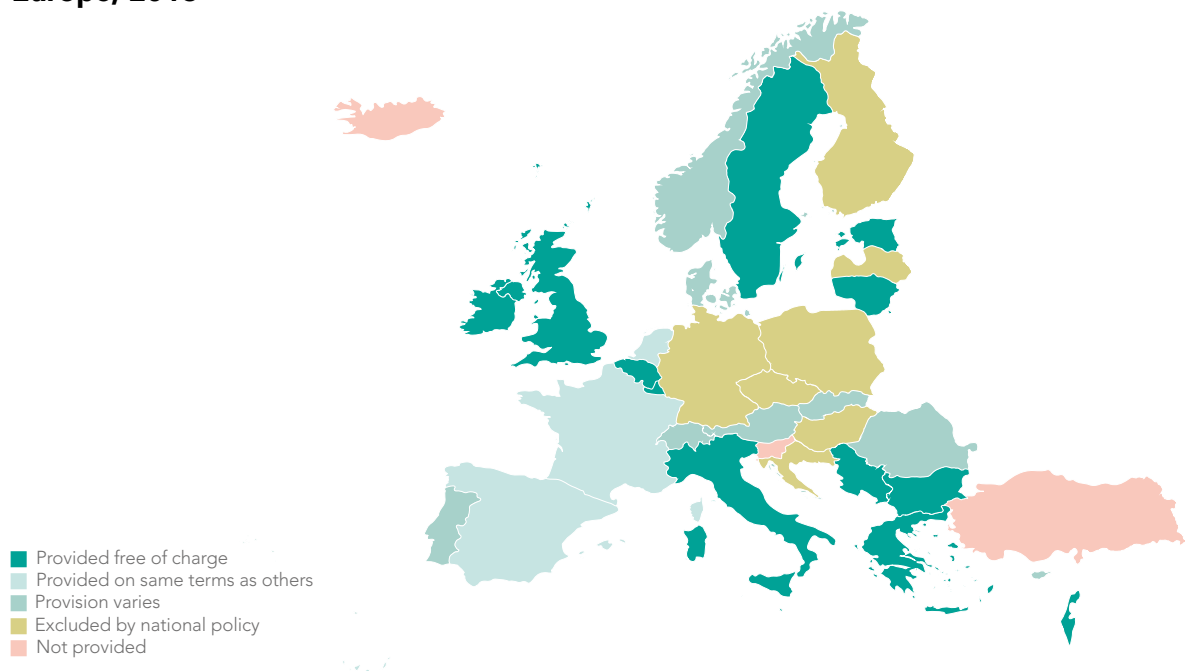 Provided free of charge
Provided on same terms as others
Provision varies
Excluded by national policy
Not provided